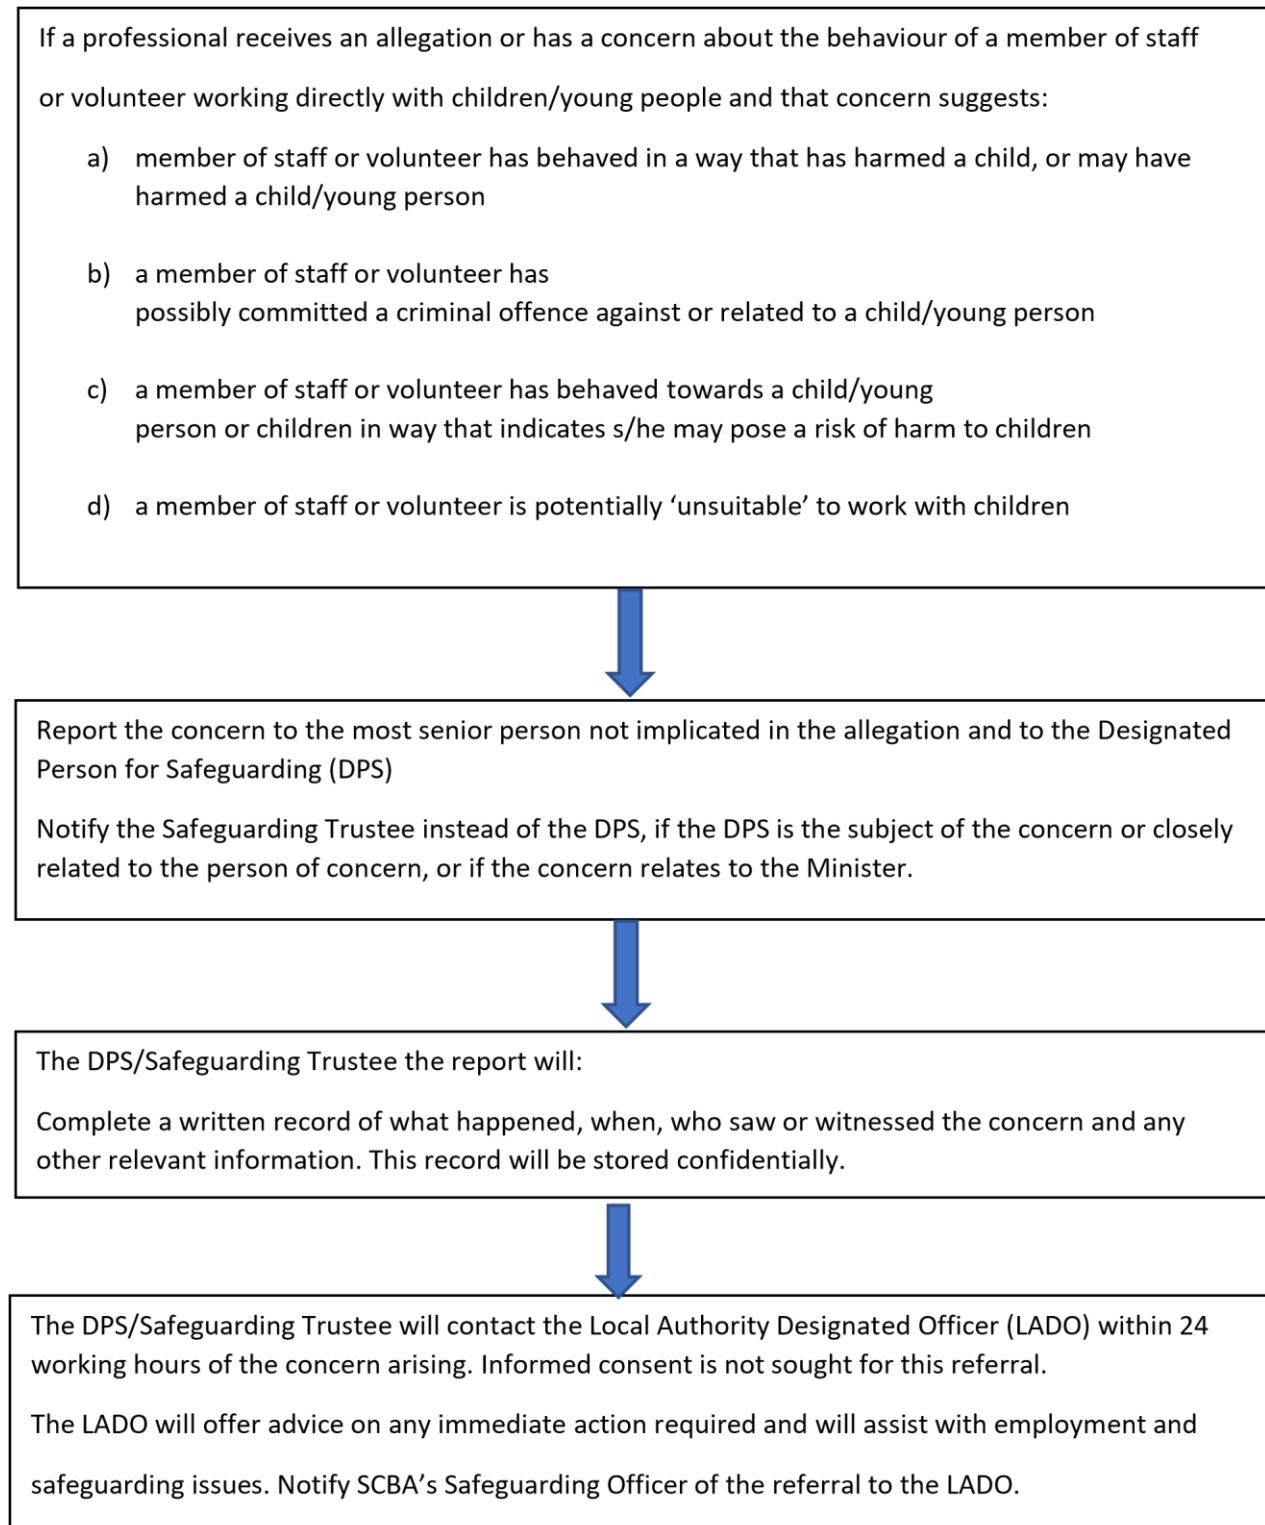 If a professional receives an allegation or has a concern about the behaviour of a member of staff
or volunteer working directly with children/young people and that concern suggests:
a) member of staff or volunteer has behaved in a way that has harmed a child, or may have
harmed a child/young person
b) a member of staff or volunteer has
possibly committed a criminal offence against or related to a child/young person
c) a member of staff or volunteer has behaved towards a child/young
person or children in way that indicates s/he may pose a risk of harm to children
d) a member of staff or volunteer is potentially ‘unsuitable’ to work with children
Report the concern to the most senior person not implicated in the allegation and to the Designated
Person for Safeguarding (DPS)
Notify the Safeguarding Trustee instead of the DPS, if the DPS is the subject of the concern or closely
related to the person of concern, or if the concern relates to the Minister.
The DPS/Safeguarding Trustee the report will:
Complete a written record of what happened, when, who saw or witnessed the concern and any
other relevant information. This record will be stored confidentially.
The DPS/Safeguarding Trustee will contact the Local Authority Designated Officer (LADO) within 24
working hours of the concern arising. Informed consent is not sought for this referral.
The LADO will offer advice on any immediate action required and will assist with employment and
safeguarding issues. Notify SCBA’s Safeguarding Officer of the referral to the LADO.